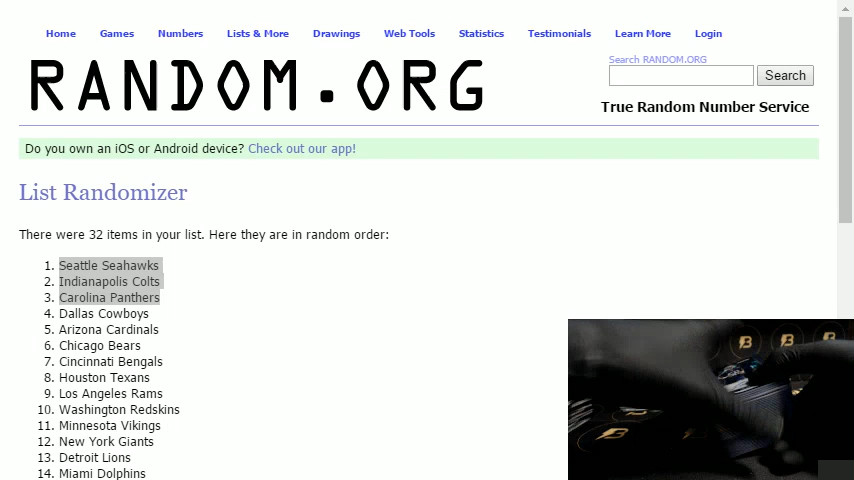 Home Games Numbers Lists & More Drawings Web Tools Statistics Testimonials Learn More Login
RANDOM.ORG
Search RANDOM.ORG
Search
True Random Number Service
Do you own an iOS or Android device? Check out our app!
List Randomizer
There were 32 items in your list. Here they are in random order:
1. Seattle Seahawks
2. Indianapolis Colts
3. Carolina Panthers
4. Dallas Cowboys
5. Arizona Cardinals
6. Chicago Bears
7. Cincinnati Bengals
8. Houston Texans
9. Los Angeles Rams
10. Washington Redskins
11. Minnesota Vikings
12. New York Giants
13. Detroit Lions
14. Miami Dolphins